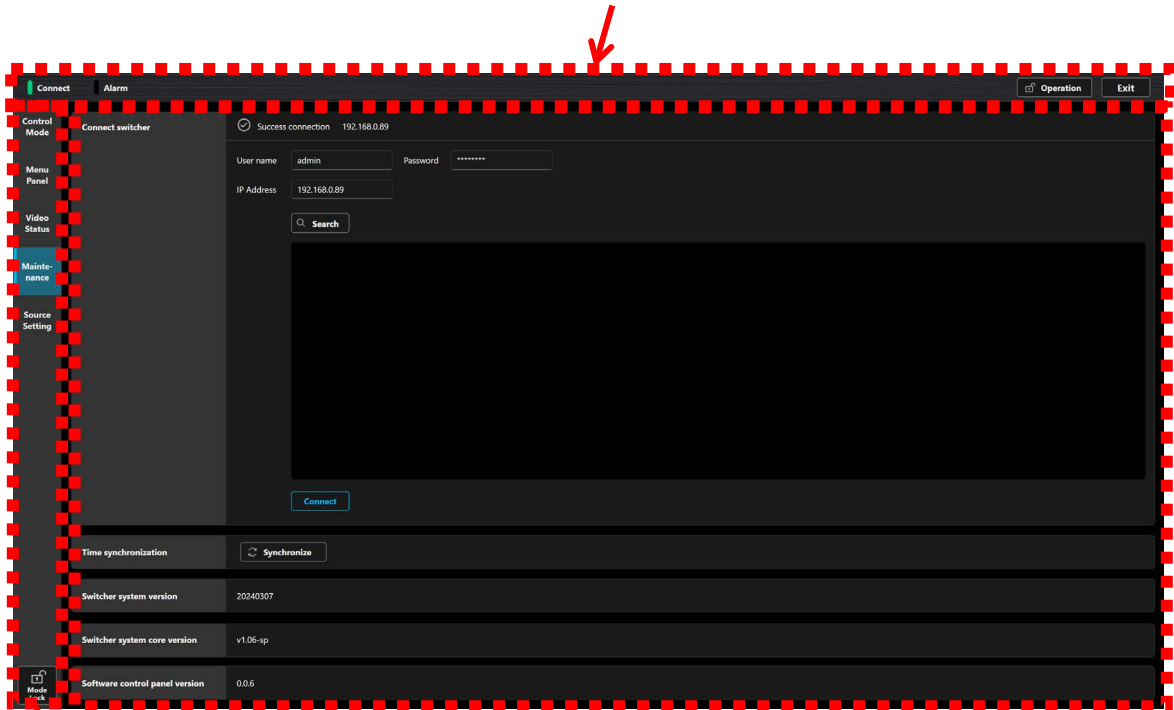 Connect
Alarm
Operation
Exit
Control
Mode
Menu
Panel
Video
Status
Mainte-
nance
Source
Setting
Mode
Lock
Connect switcher
Success connection 192.168.0.89
User name admin Password ********
IP Address 192.168.0.89
Search
Connect
Time synchronization
Synchronize
Switcher system version
20240307
Switcher system core version
v1.06-sp
Software control panel version
0.0.6